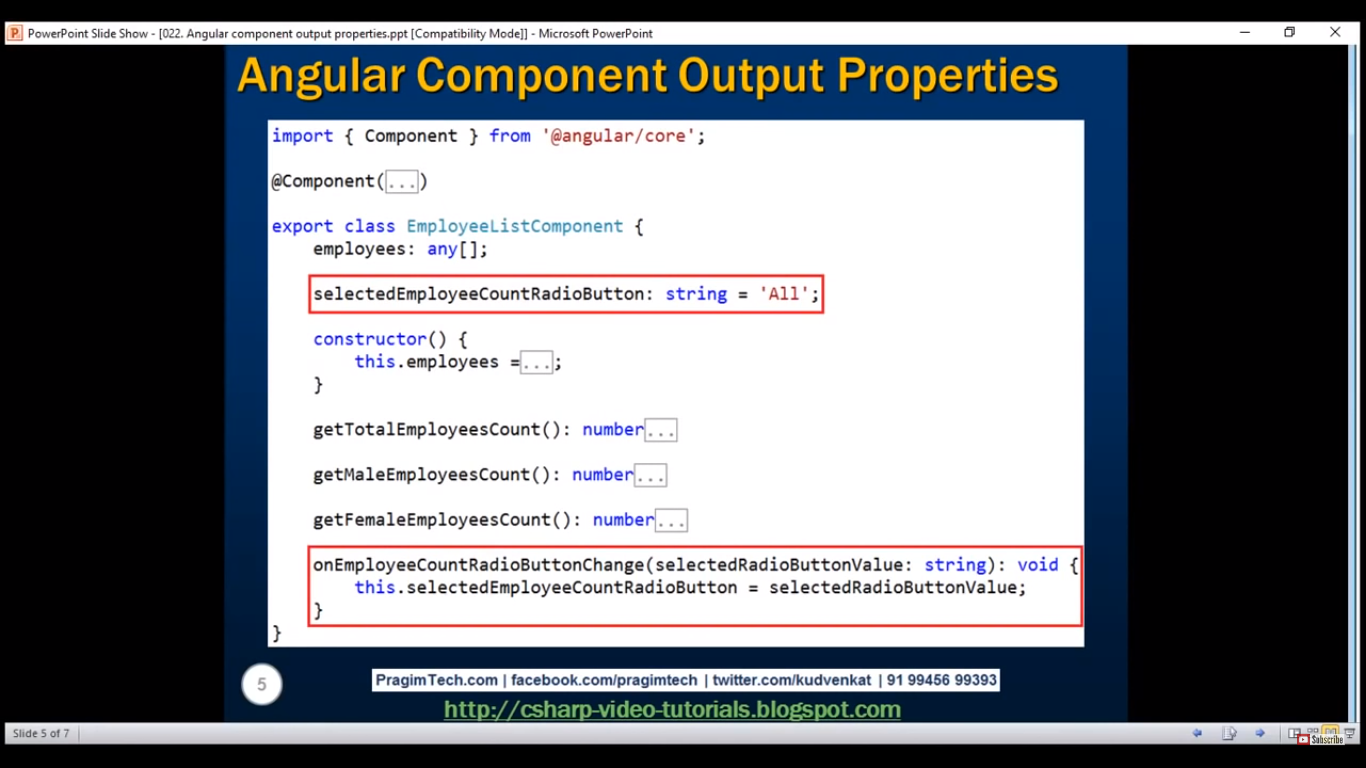 PowerPoint Slide Show - [022. Angular component output properties.ppt [Compatibility Mode]] - Microsoft PowerPoint
Angular Component Output Properties
import { Component } from '@angular/core';
@Component(...)
export class EmployeeListComponent {
employees: any[];
selectedEmployeeCountRadioButton: string = 'All';
constructor() {
this.employees =...;
}
getTotalEmployeesCount(): number...
getMaleEmployeesCount(): number...
getFemaleEmployeesCount(): number...
onEmployeeCountRadioButtonChange(selectedRadioButtonValue: string): void {
this.selectedEmployeeCountRadioButton = selectedRadioButtonValue;
}
}
5
PragimTech.com | facebook.com/pragimtech | twitter.com/kudvenkat | 91 99456 99393
http://csharp-video-tutorials.blogspot.com
Slide 5 of 7
Subscribe